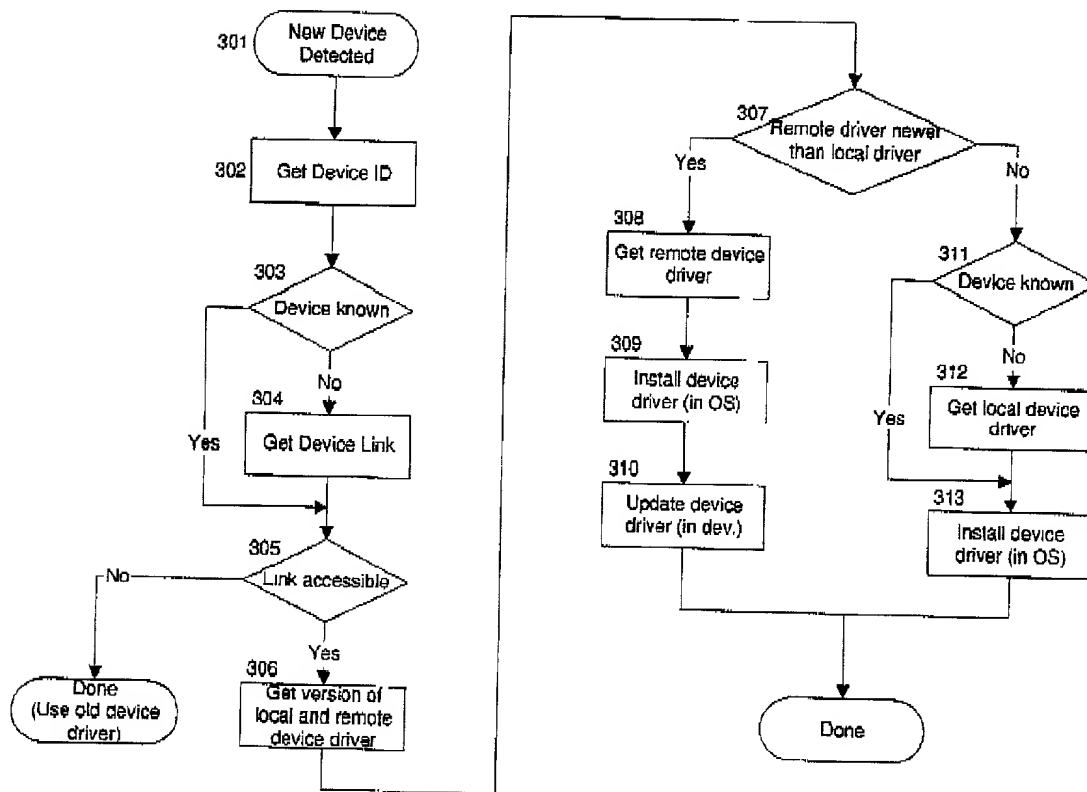 301
New Device
Detected
302
Get Device ID
303
Device known
No
304
Yes
Get Device Link
305
No
Link accessible
Yes
306
Done
(Use old device
driver)
Get version of
local and remote
device driver
307
Remote driver newer
than local driver
Yes
No
308
Get remote device
driver
311
Device known
309
No
Install device
driver (in OS)
312
Yes
Get local device
driver
310
Update device
driver (in dev.)
313
Install device
driver (in OS)
Done